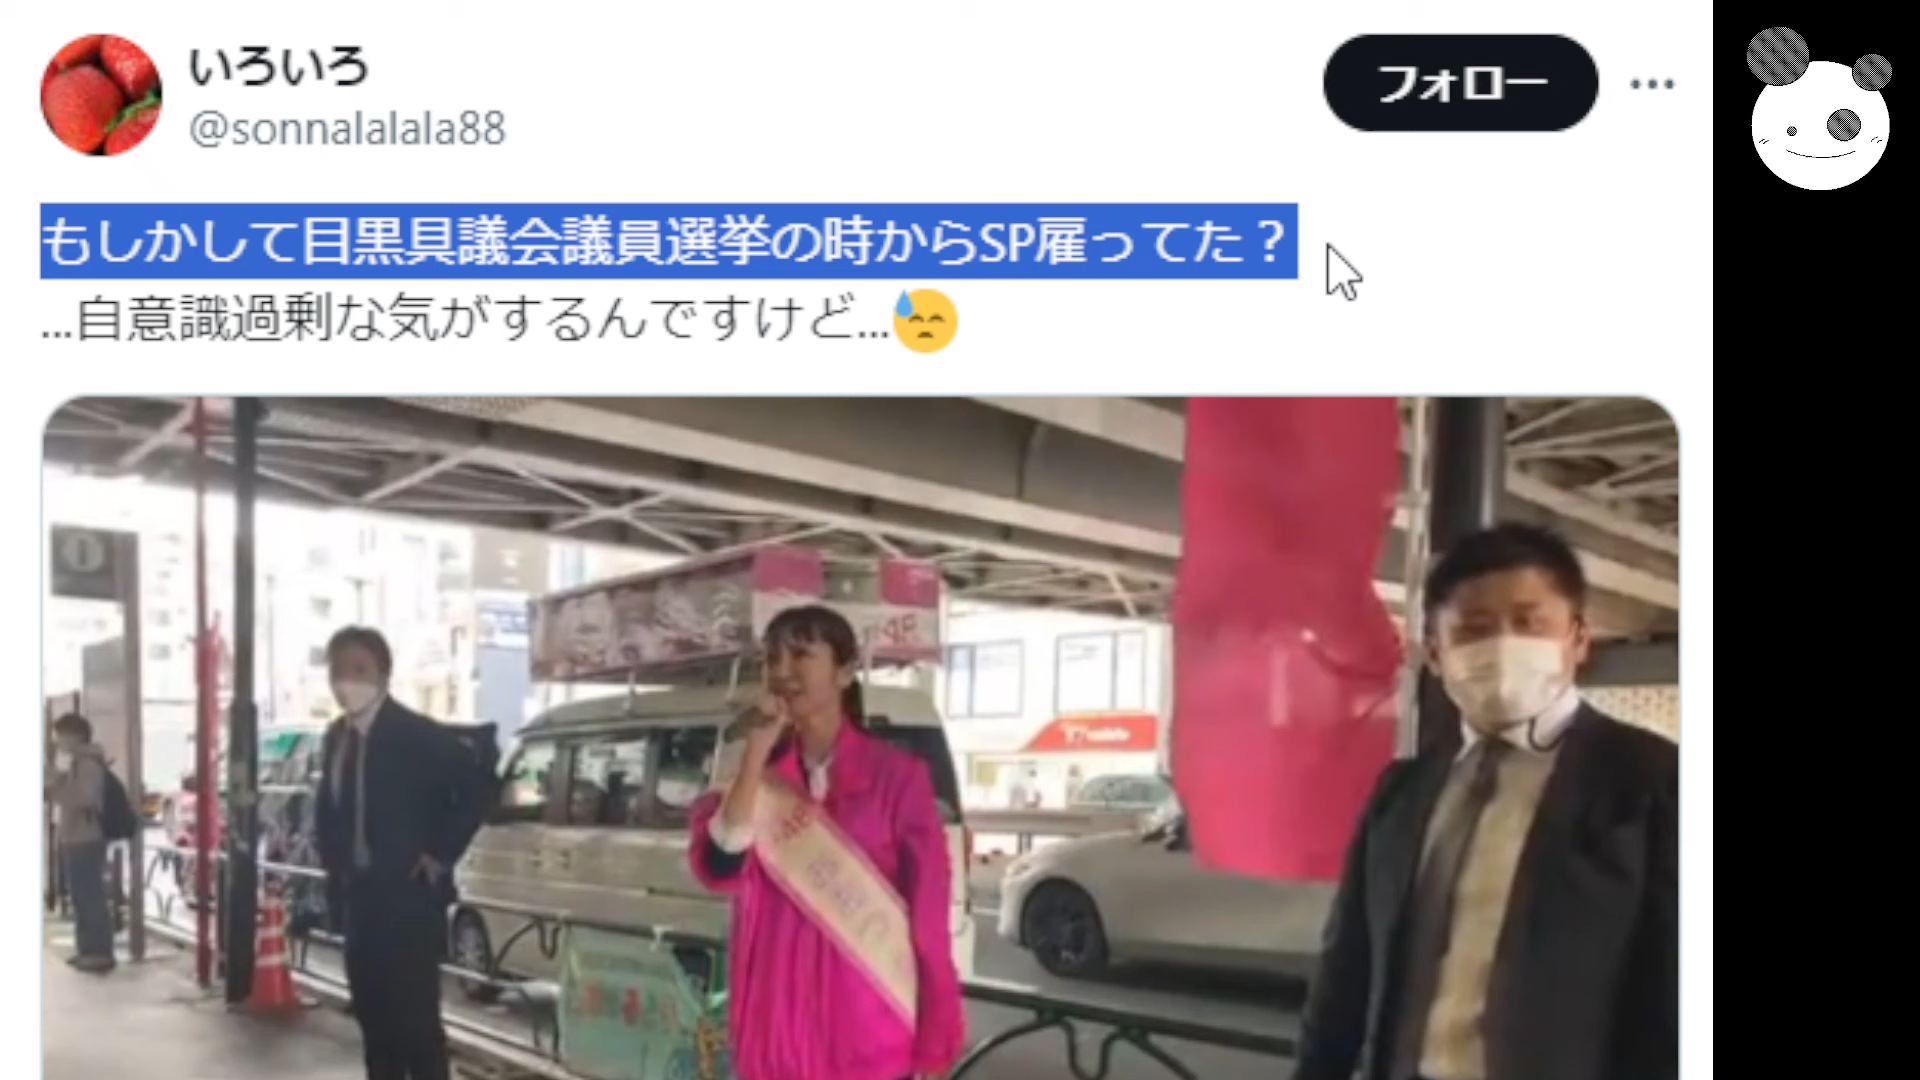 いろいろ
@sonnalalala88
フォロー
もしかして目黒具議会議員選挙の時からSP雇ってた？
...自意識過剰な気がするんですけど...